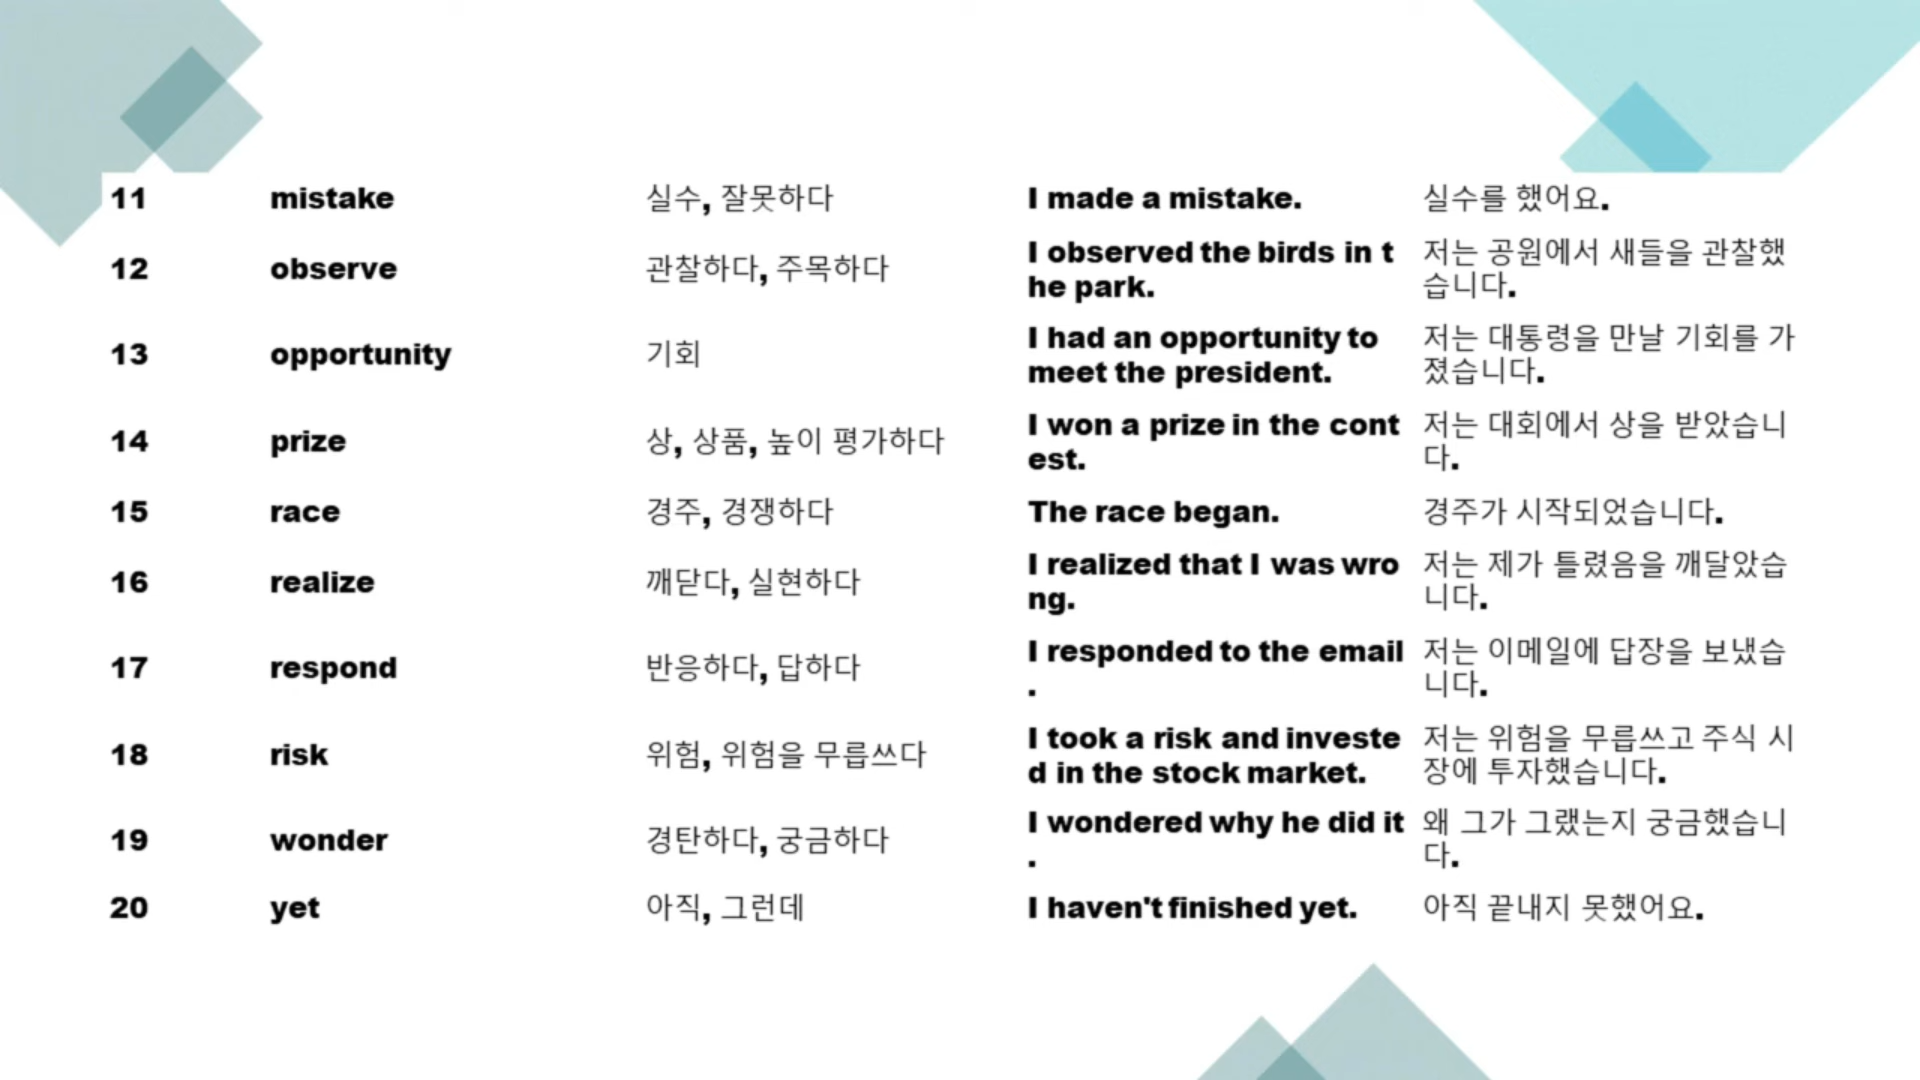 11 mistake 실수, 잘못하다 I made a mistake. 실수를 했어요.
12 observe 관찰하다, 주목하다 I observed the birds in t 저는 공원에서 새들을 관찰했
he park. 습니다.
13 opportunity 기회 I had an opportunity to 저는 대통령을 만날 기회를 가
meet the president. 졌습니다.
14 prize 상, 상품, 높이 평가하다 I won a prize in the cont 저는 대회에서 상을 받았습니
est. 다.
15 race 경주, 경쟁하다 The race began. 경주가 시작되었습니다.
16 realize 깨닫다, 실현하다 I realized that I was wro 저는 제가 틀렸음을 깨달았습
ng. 니다.
17 respond 반응하다, 답하다 I responded to the email 저는 이메일에 답장을 보냈습
. 니다.
18 risk 위험, 위험을 무릅쓰다 I took a risk and investe 저는 위험을 무릅쓰고 주식 시
d in the stock market. 장에 투자했습니다.
19 wonder 경탄하다, 궁금하다 I wondered why he did it 왜 그가 그랬는지 궁금했습니
. 다.
20 yet 아직, 그런데 I haven't finished yet. 아직 끝내지 못했어요.